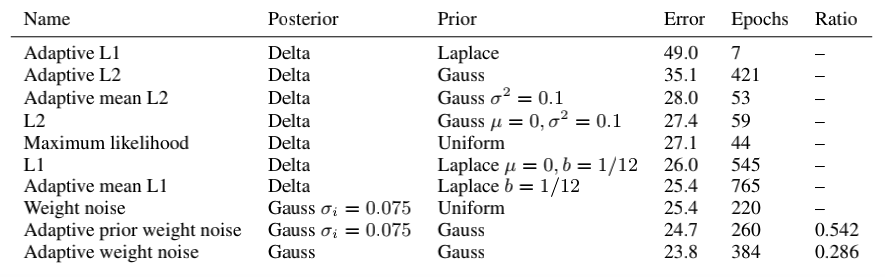 Name Posterior Prior Error Epochs Ratio
Adaptive L1 Delta Laplace 49.0 7 –
Adaptive L2 Delta Gauss 35.1 421 –
Adaptive mean L2 Delta Gauss σ² = 0.1 28.0 53 –
L2 Delta Gauss μ = 0, σ² = 0.1 27.4 59 –
Maximum likelihood Delta Uniform 27.1 44 –
L1 Delta Laplace μ = 0, b = 1/12 26.0 545 –
Adaptive mean L1 Delta Laplace b = 1/12 25.4 765 –
Weight noise Gauss σᵢ = 0.075 Uniform 25.4 220 –
Adaptive prior weight noise Gauss σᵢ = 0.075 Gauss 24.7 260 0.542
Adaptive weight noise Gauss Gauss 23.8 384 0.286